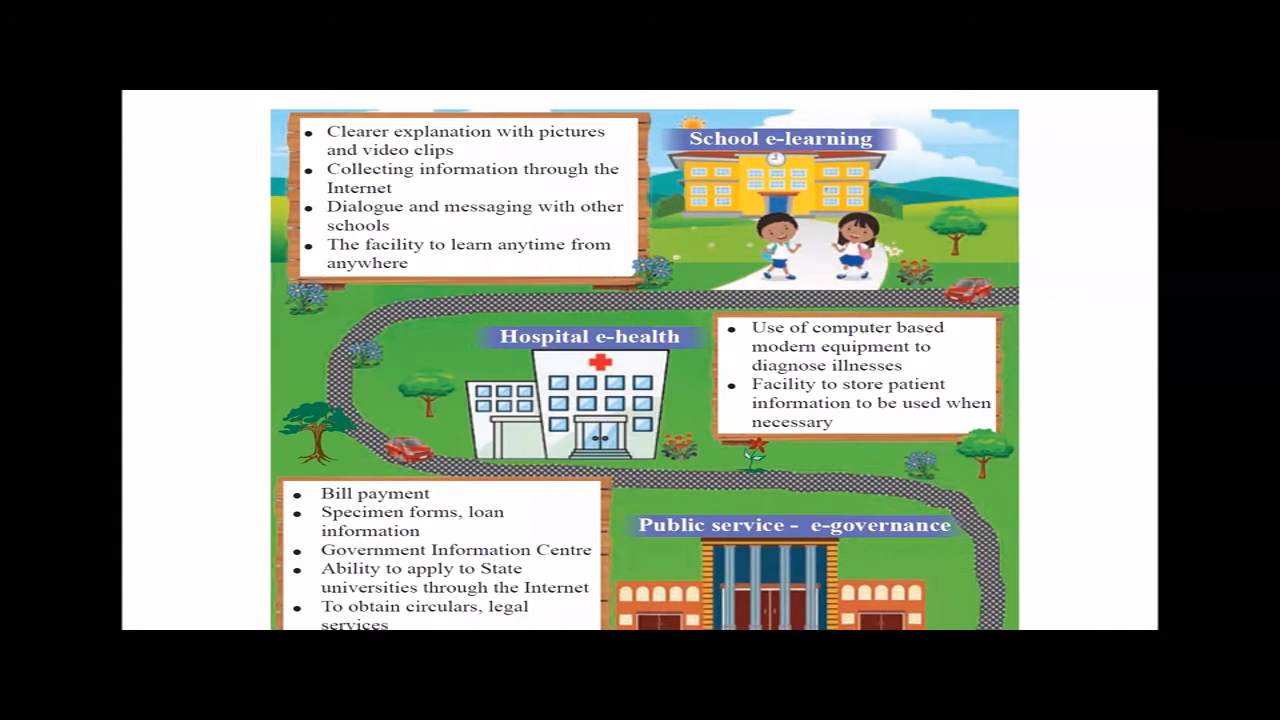 School e-learning
• Clearer explanation with pictures
and video clips
• Collecting information through the
Internet
• Dialogue and messaging with other
schools
• The facility to learn anytime from
anywhere
Hospital e-health
• Use of computer based
modern equipment to
diagnose illnesses
• Facility to store patient
information to be used when
necessary
Public service - e-governance
• Bill payment
• Specimen forms, loan
information
• Government Information Centre
• Ability to apply to State
universities through the Internet
• To obtain circulars, legal
services